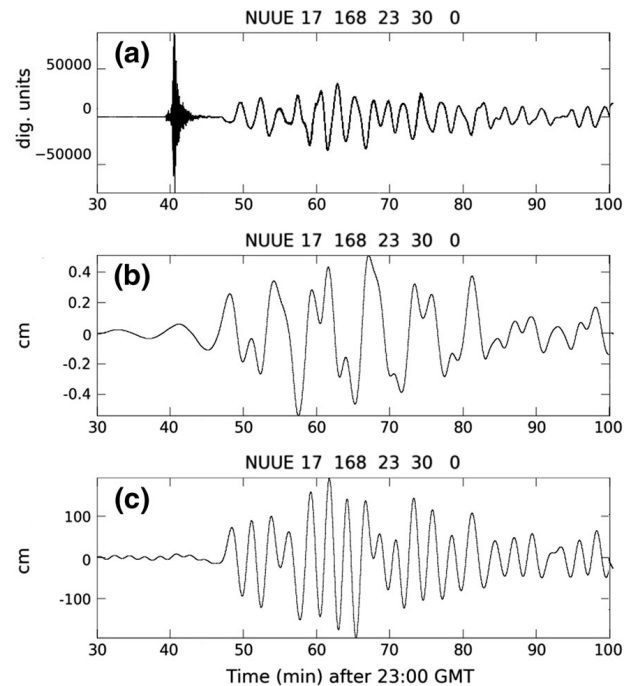 NUUE 17 168 23 30 0
(a)
dig. units
50000
0
−50000
30 40 50 60 70 80 90 100
NUUE 17 168 23 30 0
(b)
cm
0.4
0.2
0
-0.2
-0.4
30 40 50 60 70 80 90 100
NUUE 17 168 23 30 0
(c)
cm
100
0
-100
30 40 50 60 70 80 90 100
Time (min) after 23:00 GMT